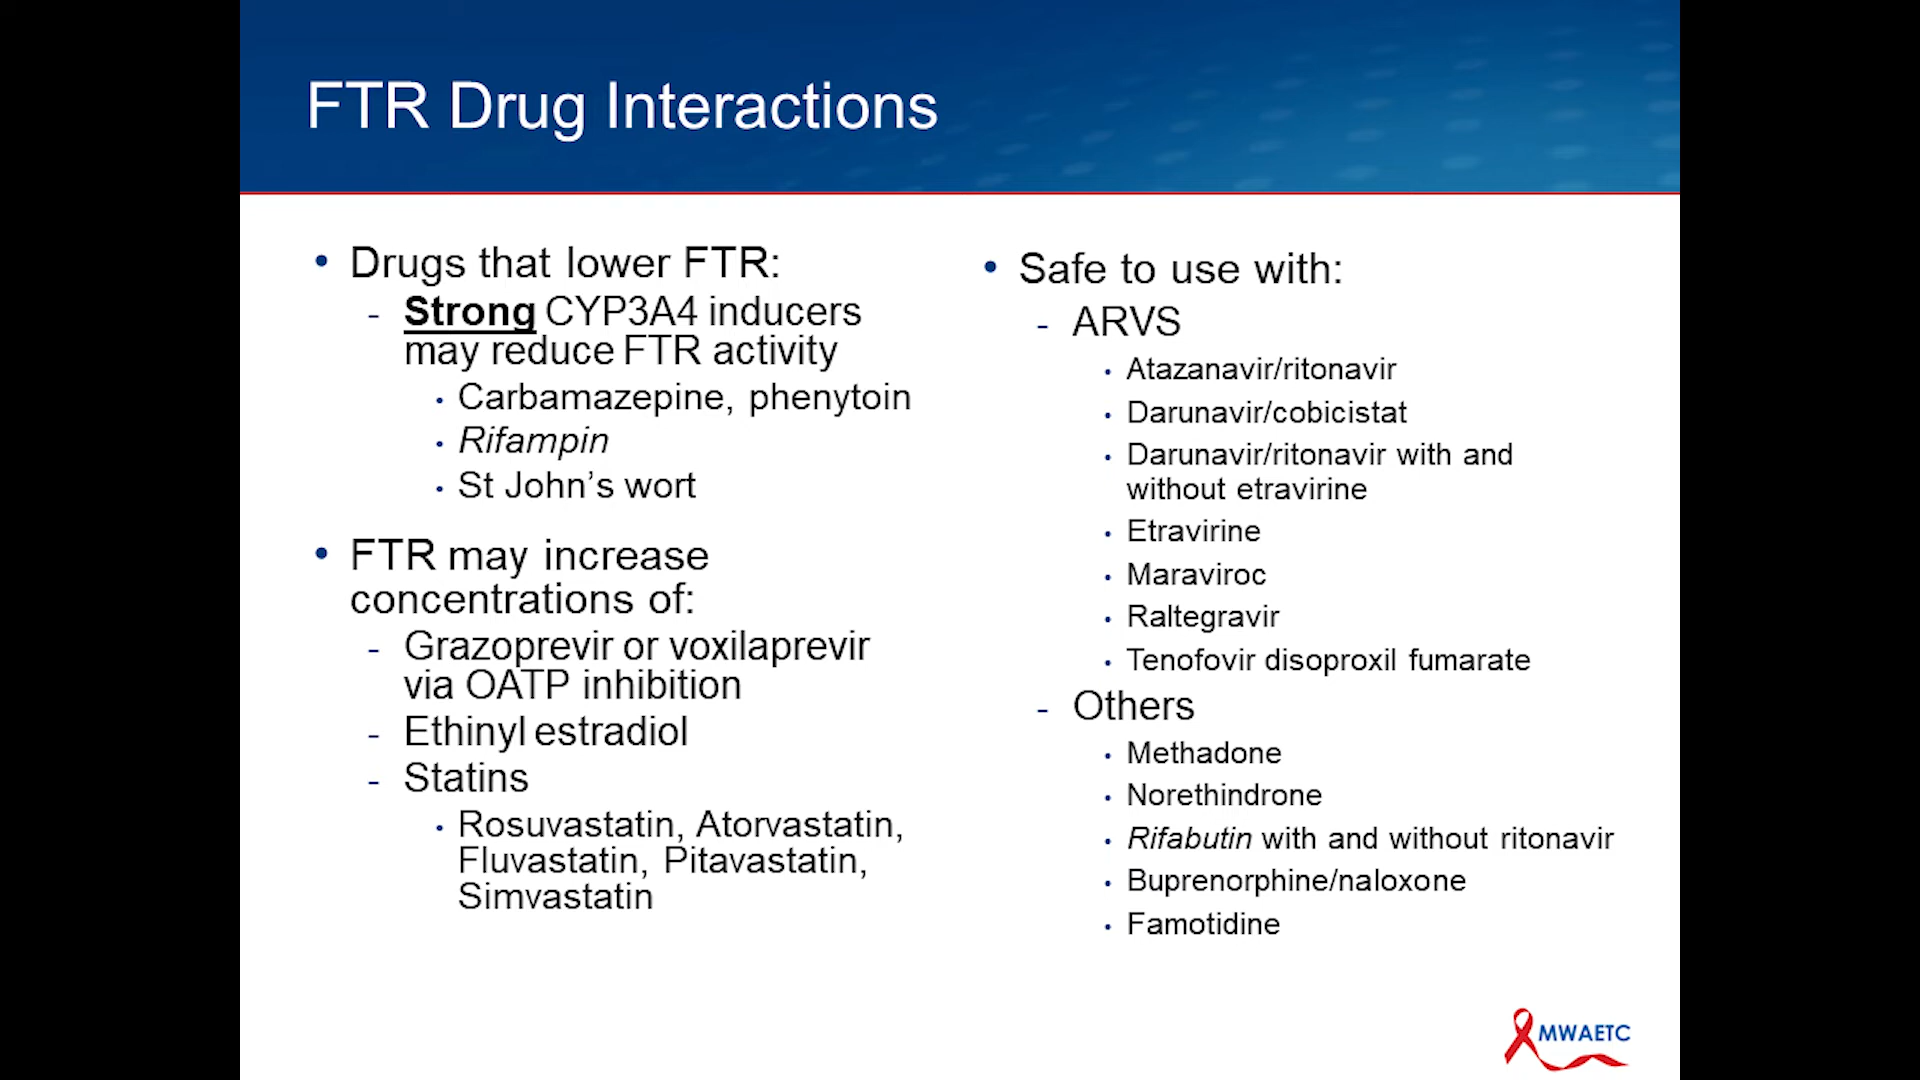 FTR Drug Interactions
• Drugs that lower FTR:
- Strong CYP3A4 inducers
may reduce FTR activity
• Carbamazepine, phenytoin
• Rifampin
• St John’s wort
• FTR may increase
concentrations of:
- Grazoprevir or voxilaprevir
via OATP inhibition
- Ethinyl estradiol
- Statins
• Rosuvastatin, Atorvastatin,
Fluvastatin, Pitavastatin,
Simvastatin
• Safe to use with:
- ARVS
• Atazanavir/ritonavir
• Darunavir/cobicistat
• Darunavir/ritonavir with and
without etravirine
• Etravirine
• Maraviroc
• Raltegravir
• Tenofovir disoproxil fumarate
- Others
• Methadone
• Norethindrone
• Rifabutin with and without ritonavir
• Buprenorphine/naloxone
• Famotidine
MWAETC